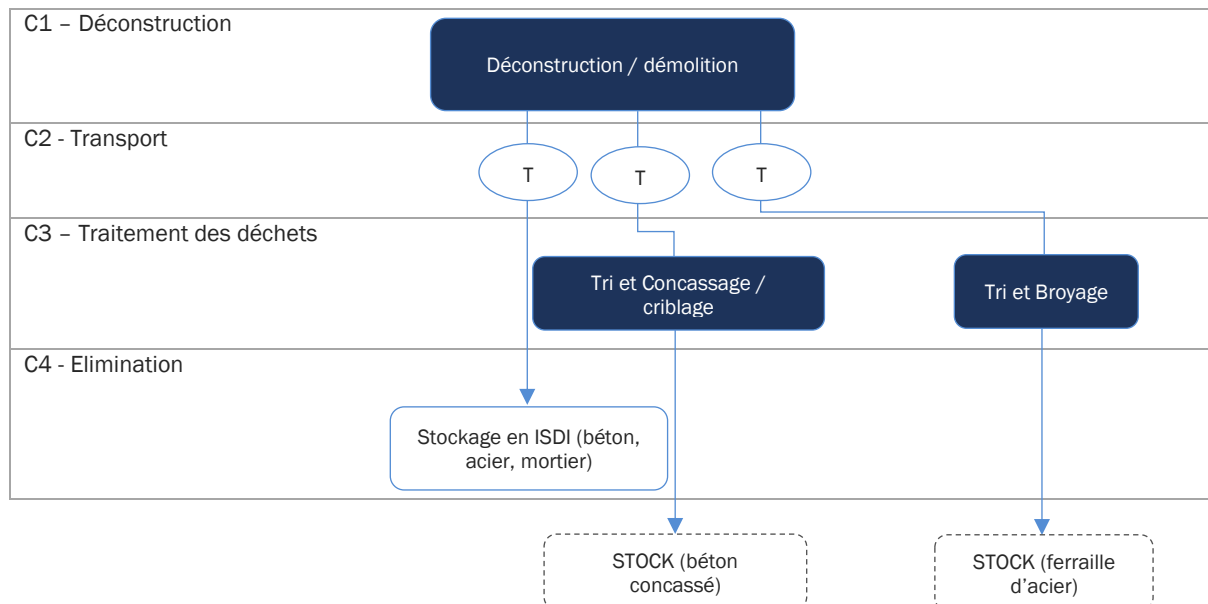 C1 – Déconstruction
Déconstruction / démolition
C2 - Transport
T
T
T
C3 – Traitement des déchets
Tri et Concassage /
criblage
Tri et Broyage
C4 - Elimination
Stockage en ISDI (béton,
acier, mortier)
STOCK (béton
concassé)
STOCK (ferraille
d’acier)